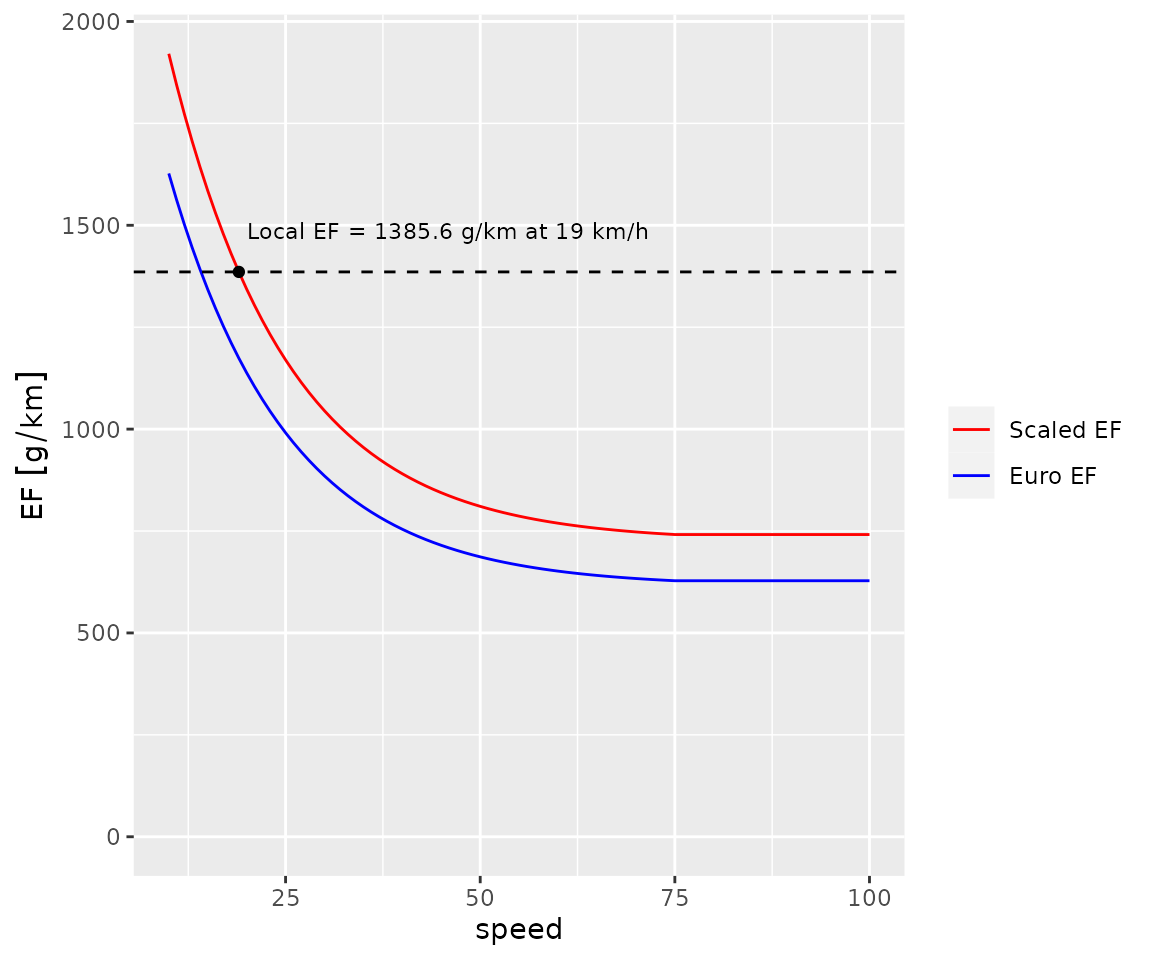 2000
1500
1000
500
0
EF [g/km]
Local EF = 1385.6 g/km at 19 km/h
25 50 75 100
speed
Scaled EF
Euro EF